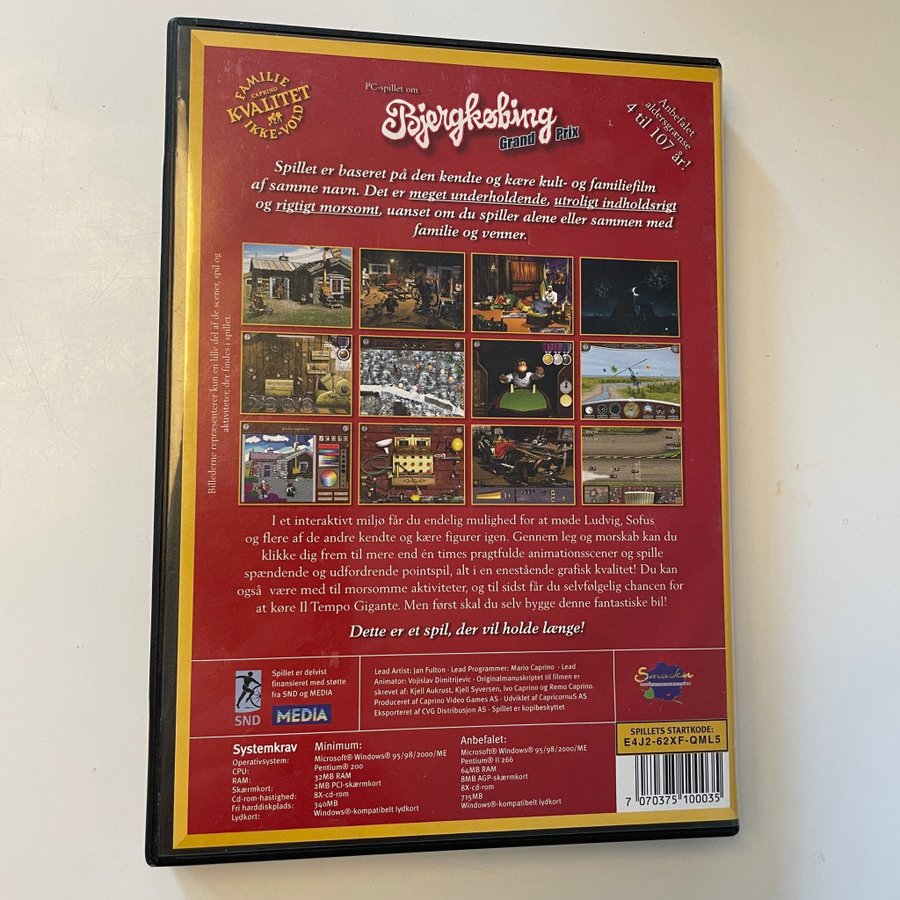 FAMILIE
CAPRINO
KVALITET
IKKE-VOLD
PC-spillet om
Bjergkøbing
Grand Prix
Anbefalet
aldersgrænse
4 til 107 år!
Spillet er baseret på den kendte og kære kult- og familiefilm
af samme navn. Det er meget underholdende, utroligt indholdsrigt
og rigtigt morsomt, uanset om du spiller alene eller sammen med
familie og venner.
Billederne repræsenterer kun en lille del af de scener, spil og
aktiviteter, der findes i spillet.
I et interaktivt miljø får du endelig mulighed for at møde Ludvig, Sofus
og flere af de andre kendte og kære figurer igen. Gennem leg og morskab kan du
klikke dig frem til mere end én times pragtfulde animationsscener og spille
spændende og udfordrende pointspil, alt i en enestående grafisk kvalitet! Du kan
også være med til morsomme aktiviteter, og til sidst får du selvfølgelig chancen for
at køre Il Tempo Gigante. Men først skal du selv bygge denne fantastiske bil!
Dette er et spil, der vil holde længe!
SND
Spillet er delvist
finansieret med støtte
fra SND og MEDIA
MEDIA
Lead Artist: Jan Fulton · Lead Programmer: Mario Caprino · Lead
Animator: Vojislav Dimitrijevic · Originalmanuskriptet til filmen er
skrevet af: Kjell Aukrust, Kjell Syversen, Ivo Caprino og Remo Caprino.
Produceret af Caprino Video Games AS · Udviklet af CapricornuS AS
Eksporteret af CVG Distribusjon AS · Spillet er kopibeskyttet
Systemkrav
Operativsystem:
CPU:
RAM:
Skærmkort:
Cd-rom-hastighed:
Fri harddiskplads:
Lydkort:
Minimum:
Microsoft® Windows® 95/98/2000/ME
Pentium® 200
32MB RAM
2MB PCI-skærmkort
8X-cd-rom
340MB
Windows®-kompatibelt lydkort
Anbefalet:
Microsoft® Windows® 95/98/2000/ME
Pentium® II 266
64MB RAM
8MB AGP-skærmkort
8X-cd-rom
715MB
Windows®-kompatibelt lydkort
SPILLETS STARTKODE:
E4J2-62XF-QML5
7 070375 100035